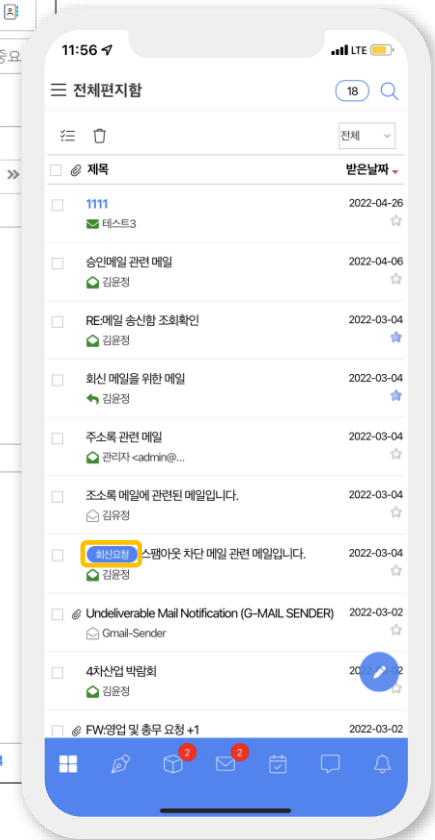 중요
11:56
LTE
전체편지함
18
전체
제목 받은날짜
1111 2022-04-26
테스트3
승인메일 관련 메일 2022-04-06
김윤정
RE:메일 송신함 조회확인 2022-03-04
김윤정
회신 메일을 위한 메일 2022-03-04
김윤정
주소록 관련 메일 2022-03-04
관리자 <admin@...
조소록 메일에 관련된 메일입니다. 2022-03-04
김유정
회신요청 스팸아웃 차단 메일 관련 메일입니다. 2022-03-04
김윤정
Undeliverable Mail Notification (G-MAIL SENDER) 2022-03-02
Gmail-Sender
4차산업 박람회
김윤정
FW:영업 및 총무 요청 +1 2022-03-02
2 2